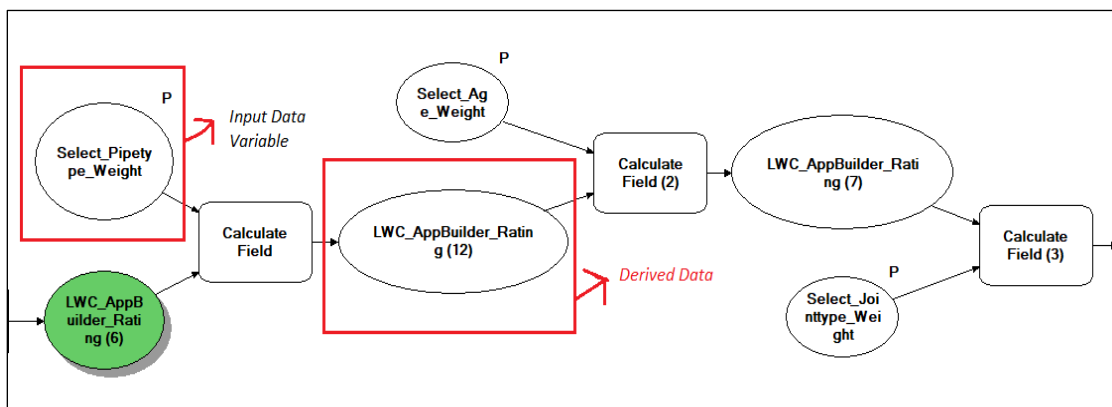 P
Select_Pipety
pe_Weight
Input Data
Variable
LWC_AppB
uilder_Rati
ng (6)
Calculate
Field
LWC_AppBuilder_Ratin
g (12)
Derived Data
P
Select_Ag
e_Weight
Calculate
Field (2)
LWC_AppBuilder_Rati
ng (7)
P
Select_Joi
nttype_Wei
ght
Calculate
Field (3)